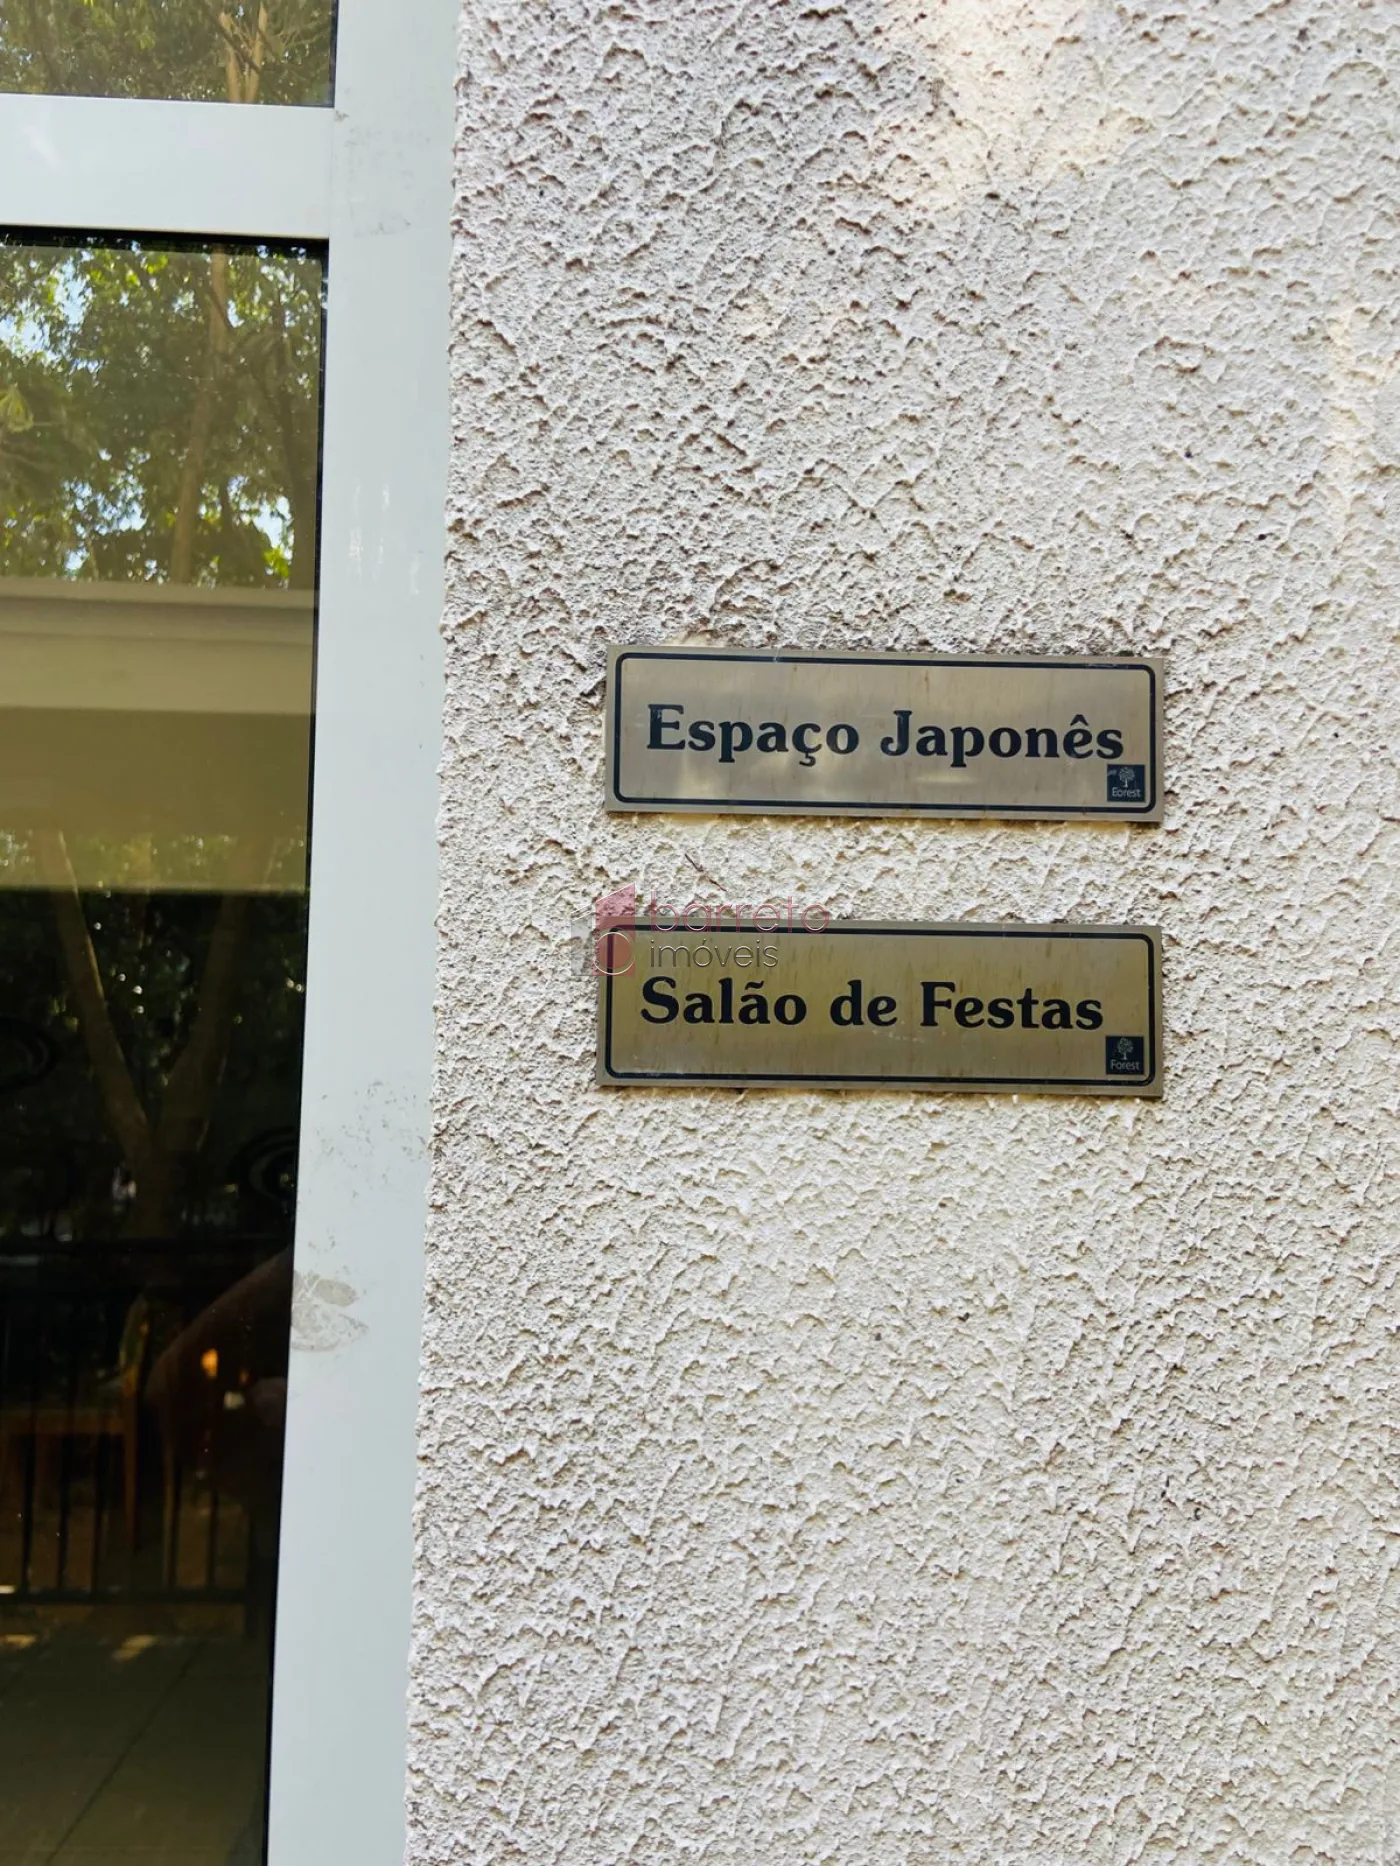 Espaço Japonês
Forest
barreto
imóveis
Salão de Festas
Forest